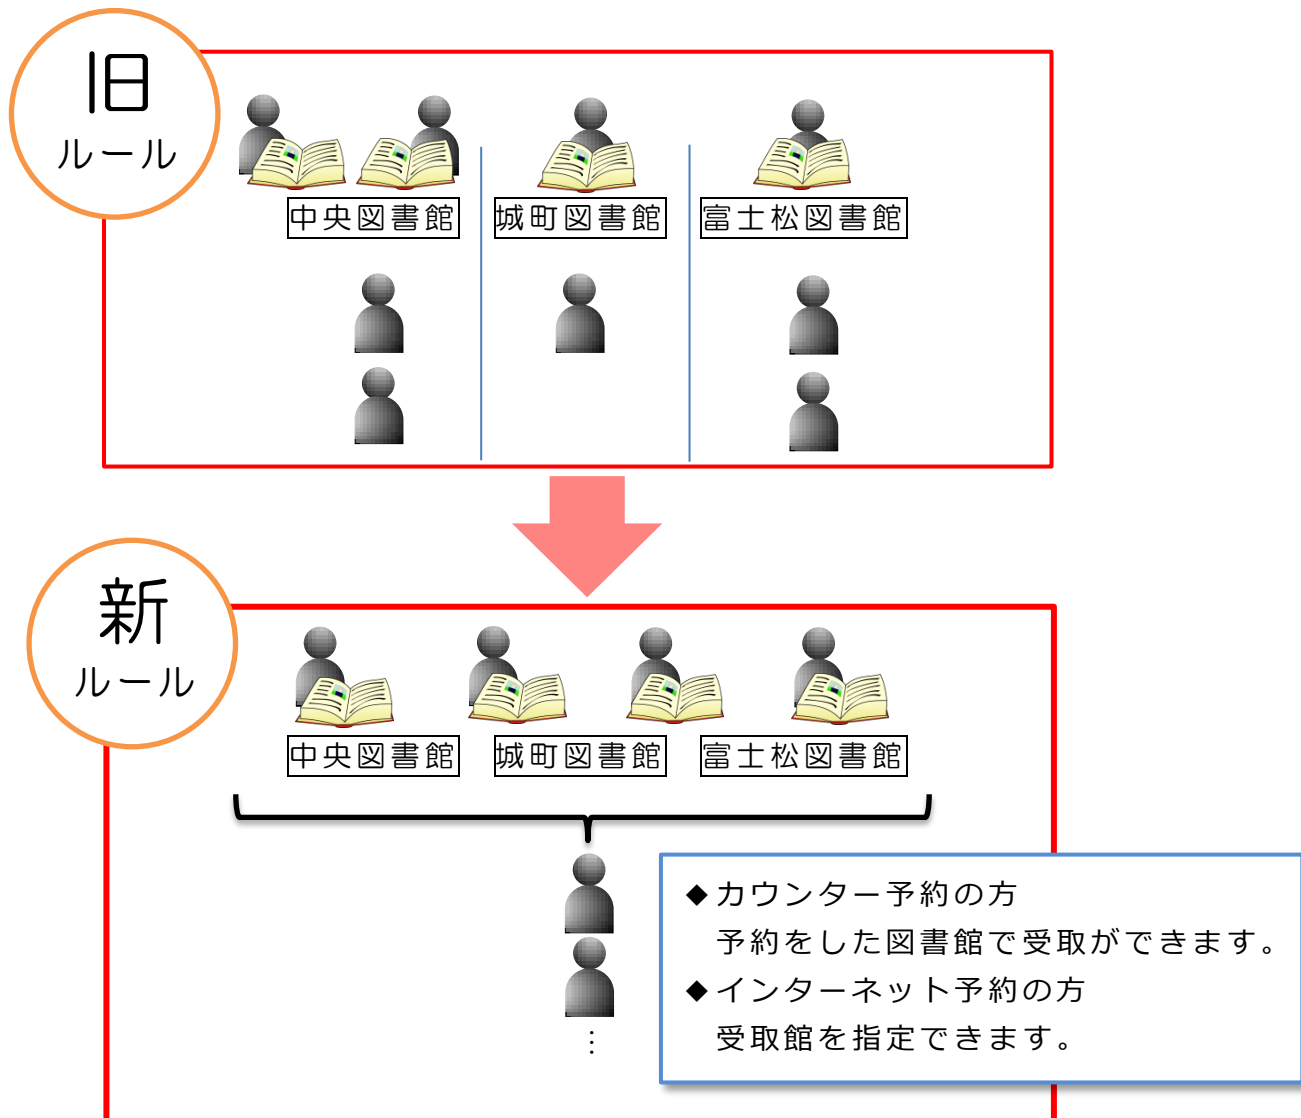 旧
ルール
中央図書館
城町図書館
富士松図書館
新
ルール
中央図書館
城町図書館
富士松図書館
◆カウンター予約の方
予約をした図書館で受取ができます。
◆インターネット予約の方
受取館を指定できます。
…